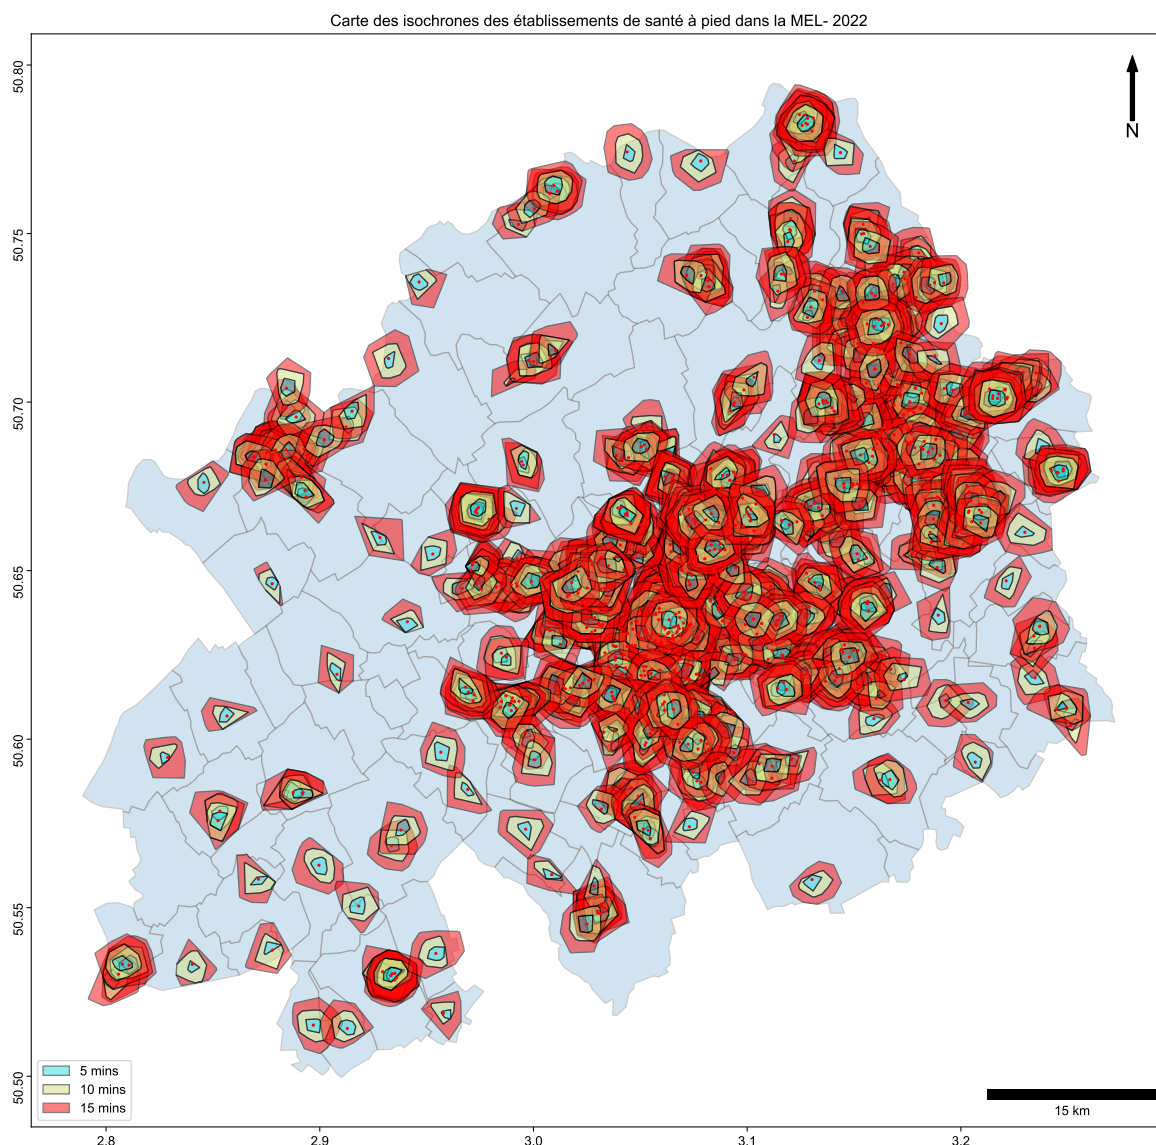 Carte des isochrones des établissements de santé à pied dans la MEL- 2022
N
50.80
50.75
50.70
50.65
50.60
50.55
50.50
5 mins
10 mins
15 mins
15 km
2.8 2.9 3.0 3.1 3.2